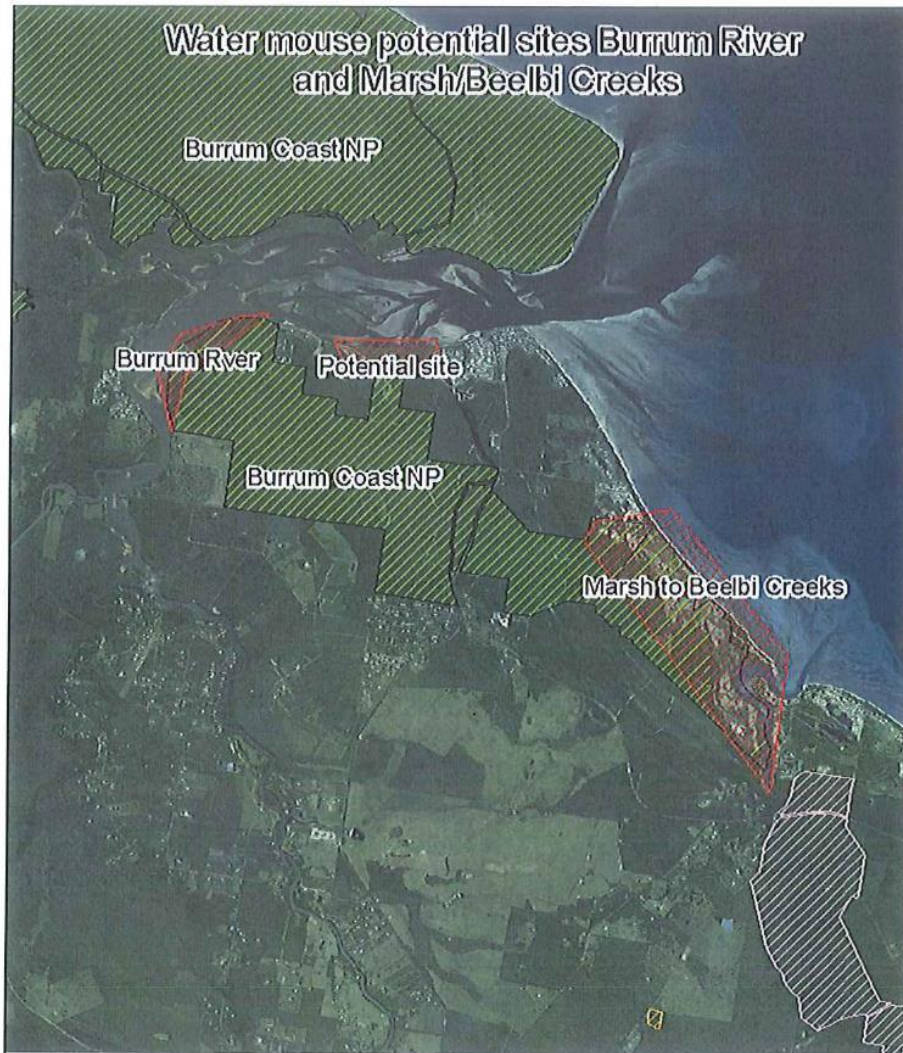 Water mouse potential sites Burrum River
and Marsh/Beelbi Creeks
Burrum Coast NP
Burrum Rver
Potential site
Burrum Coast NP
Marsh to Beelbi Creeks